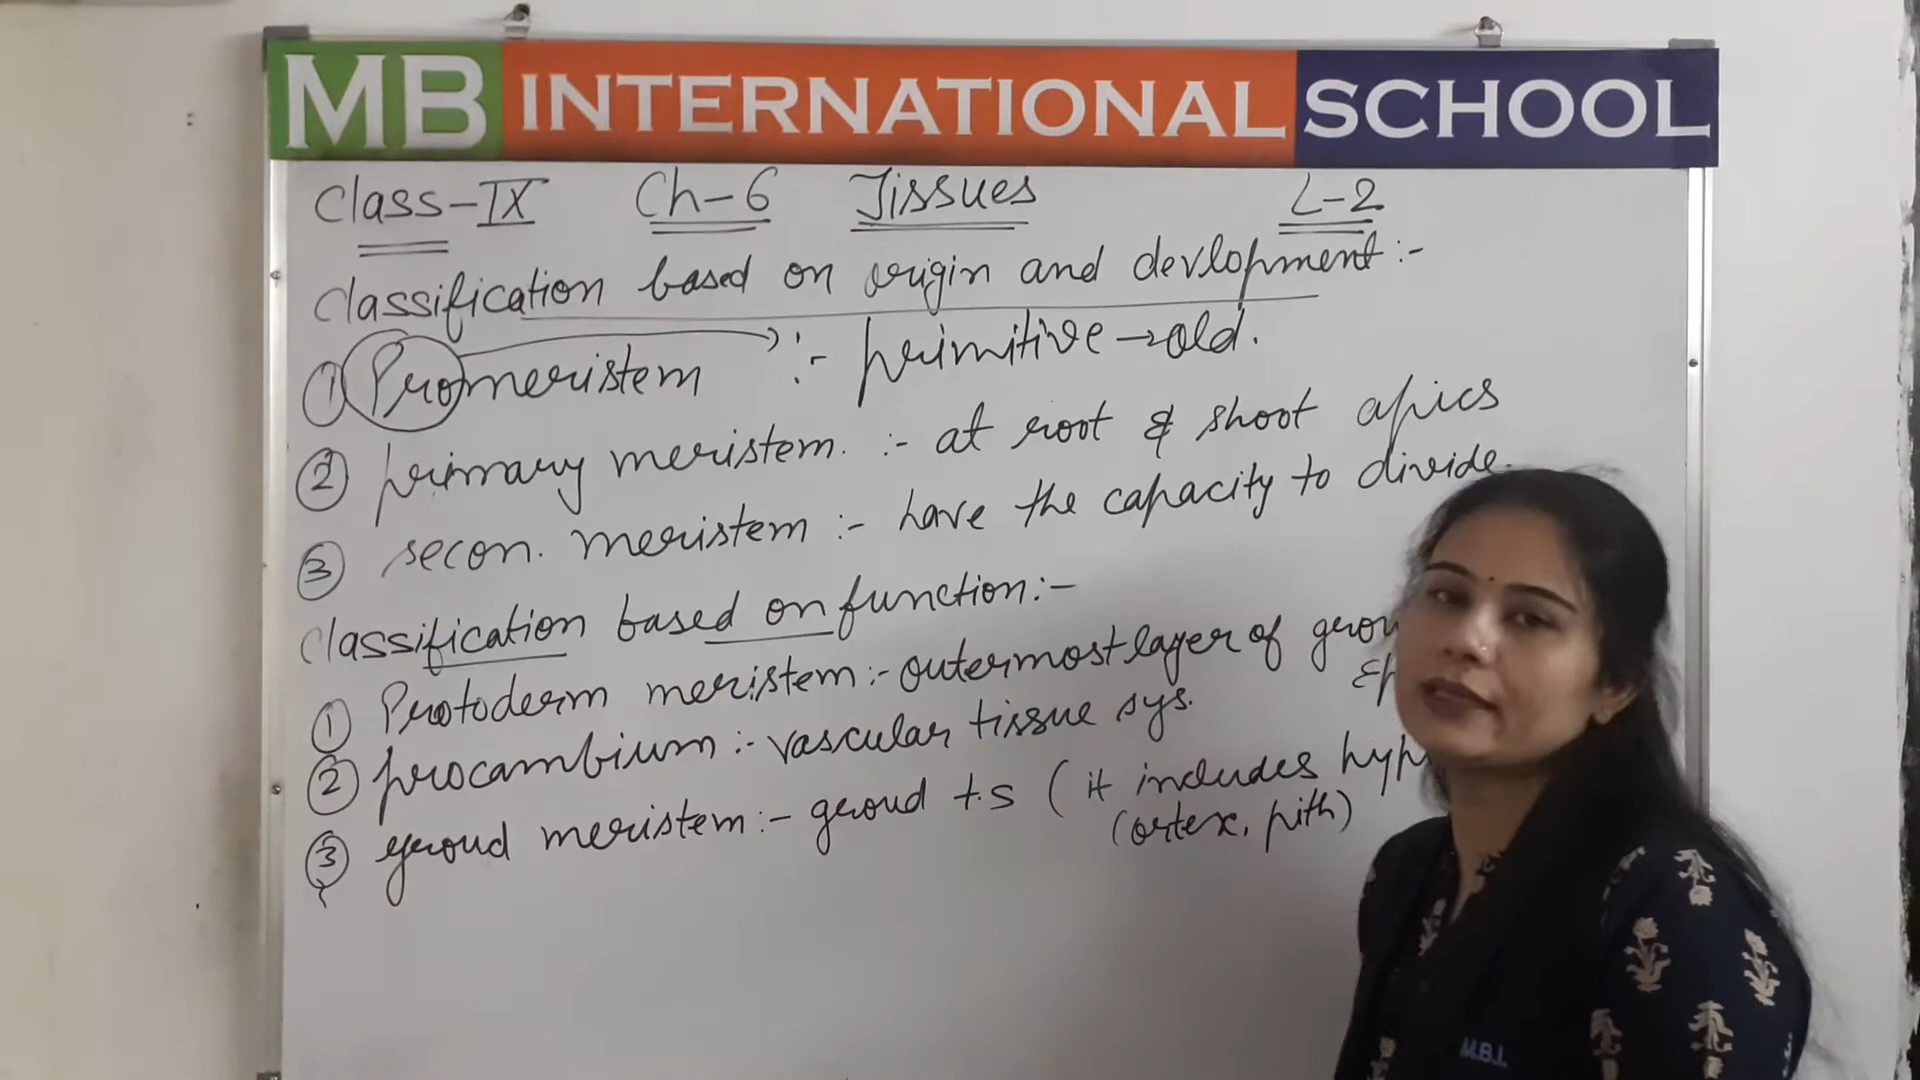 MB INTERNATIONAL SCHOOL
Class-IX Ch-6 Tissues L-2
Classification based on origin and devlopment:-
① Promeristem :- primitive → old.
② primary meristem. :- at root & shoot apics
③ secon. meristem :- have the capacity to divide.
Classification based on function:-
① Protoderm meristem:- outermost layer of
② procambium:- vascular tissue sys.
③ groud meristem:- groud t.s (it includes
cortex, pith)
M.B.I.